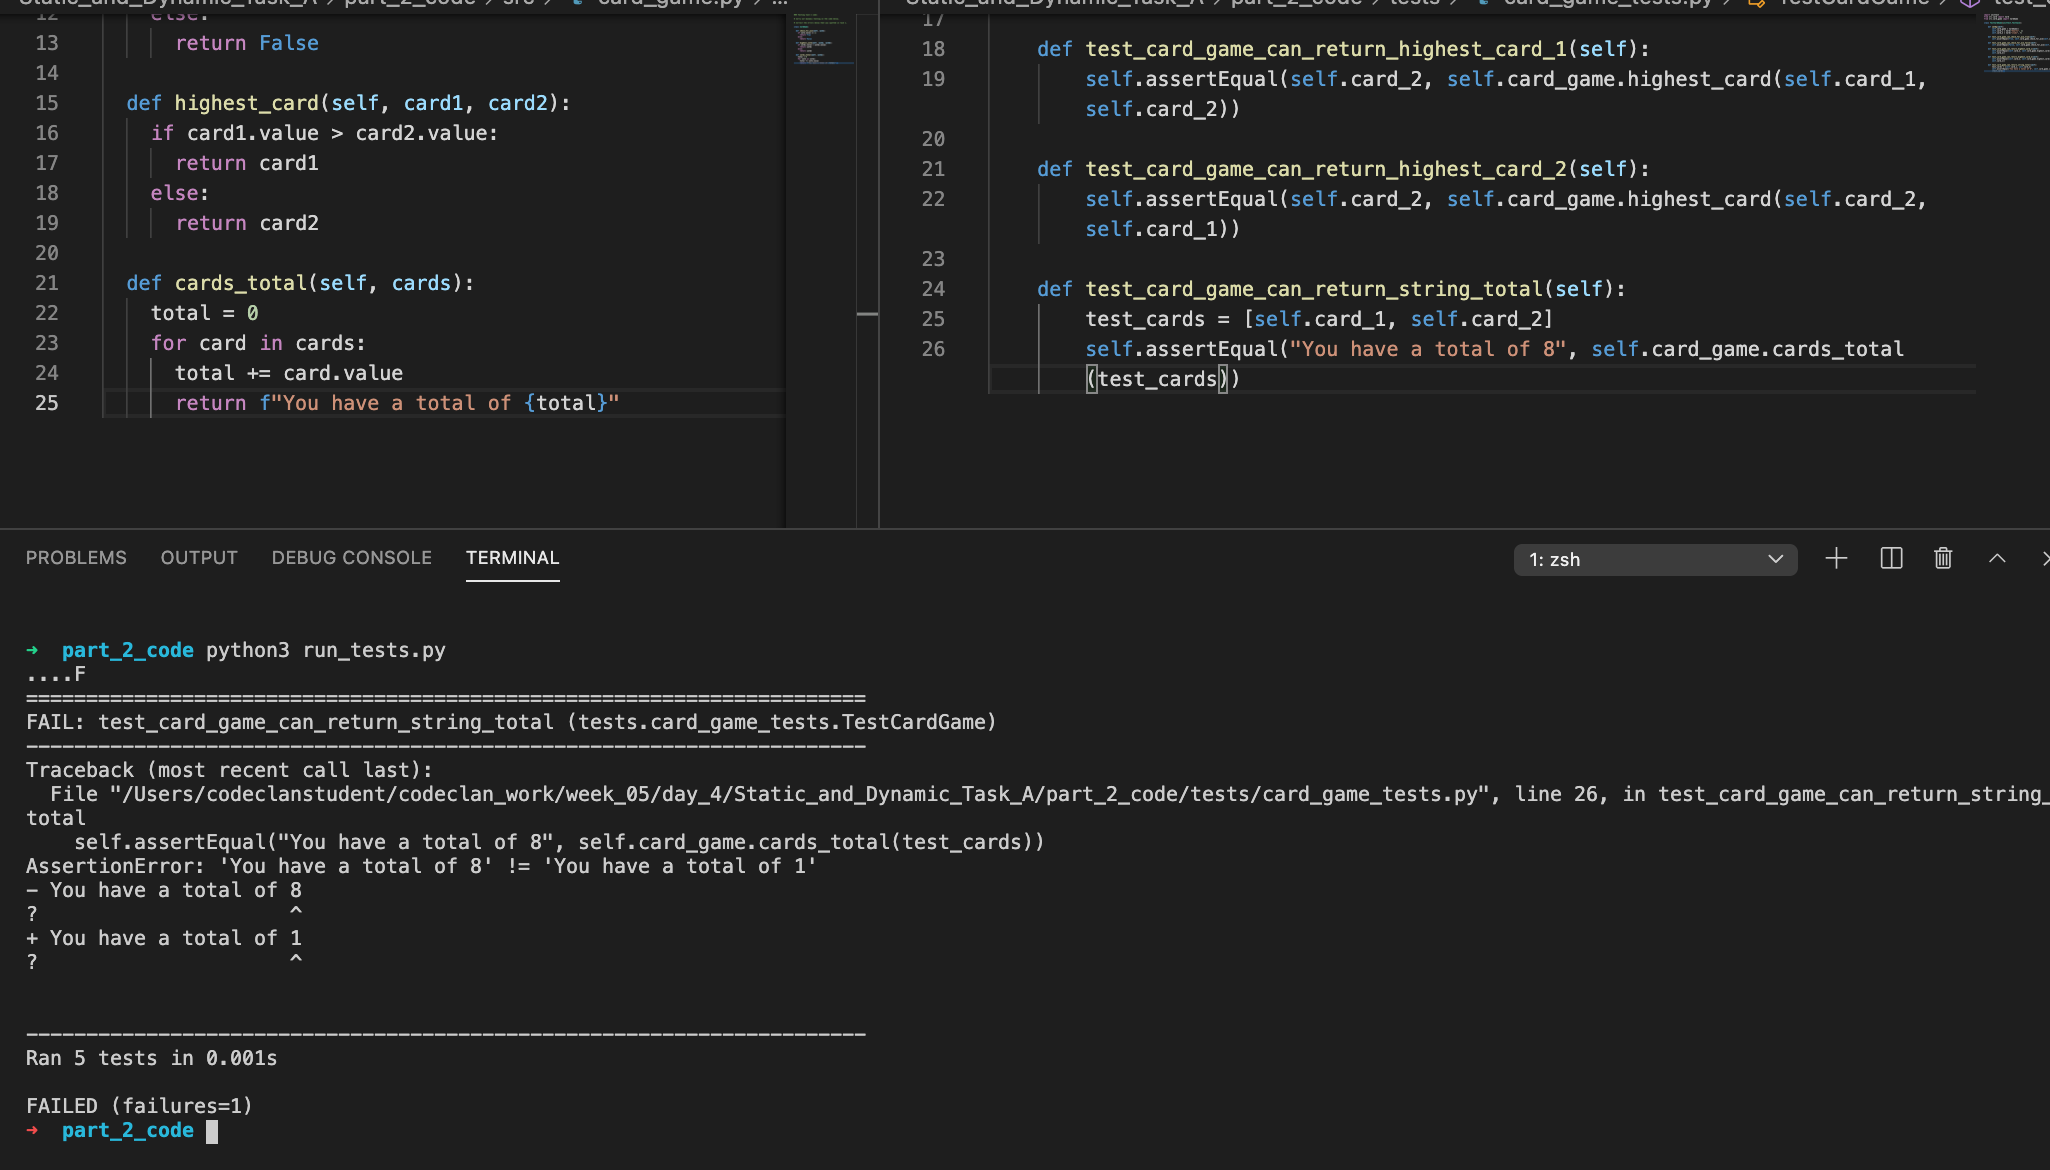 Static_and_Dynamic_Task_A > part_2_code > src > card_game.py > ...
12 else:
13 return False
14
15 def highest_card(self, card1, card2):
16 if card1.value > card2.value:
17 return card1
18 else:
19 return card2
20
21 def cards_total(self, cards):
22 total = 0
23 for card in cards:
24 total += card.value
25 return f"You have a total of {total}"
Static_and_Dynamic_Task_A > part_2_code > tests > card_game_tests.py > TestCardGame > test_
17
18 def test_card_game_can_return_highest_card_1(self):
19 self.assertEqual(self.card_2, self.card_game.highest_card(self.card_1,
self.card_2))
20
21 def test_card_game_can_return_highest_card_2(self):
22 self.assertEqual(self.card_2, self.card_game.highest_card(self.card_2,
self.card_1))
23
24 def test_card_game_can_return_string_total(self):
25 test_cards = [self.card_1, self.card_2]
26 self.assertEqual("You have a total of 8", self.card_game.cards_total
(test_cards))
PROBLEMS OUTPUT DEBUG CONSOLE TERMINAL 1: zsh
→ part_2_code python3 run_tests.py
....F
======================================================================
FAIL: test_card_game_can_return_string_total (tests.card_game_tests.TestCardGame)
----------------------------------------------------------------------
Traceback (most recent call last):
File "/Users/codeclanstudent/codeclan_work/week_05/day_4/Static_and_Dynamic_Task_A/part_2_code/tests/card_game_tests.py", line 26, in test_card_game_can_return_string_
total
self.assertEqual("You have a total of 8", self.card_game.cards_total(test_cards))
AssertionError: 'You have a total of 8' != 'You have a total of 1'
- You have a total of 8
? ^
+ You have a total of 1
? ^
----------------------------------------------------------------------
Ran 5 tests in 0.001s
FAILED (failures=1)
→ part_2_code